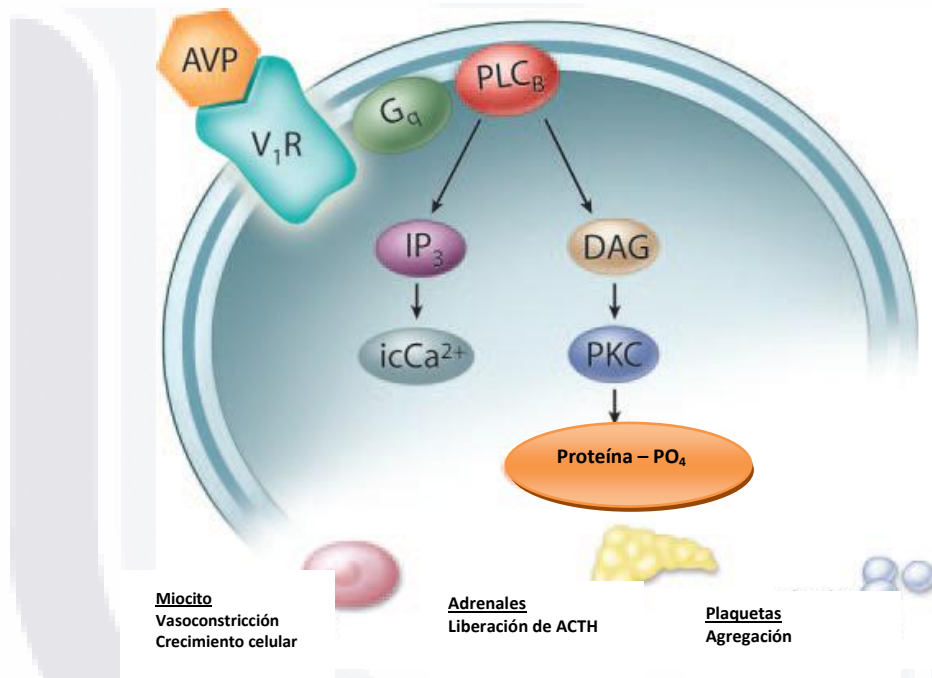 AVP
V₁R
Gq
PLCB
IP₃
DAG
icCa²⁺
PKC
Proteína – PO₄
Miocito
Vasoconstricción
Crecimiento celular
Adrenales
Liberación de ACTH
Plaquetas
Agregación